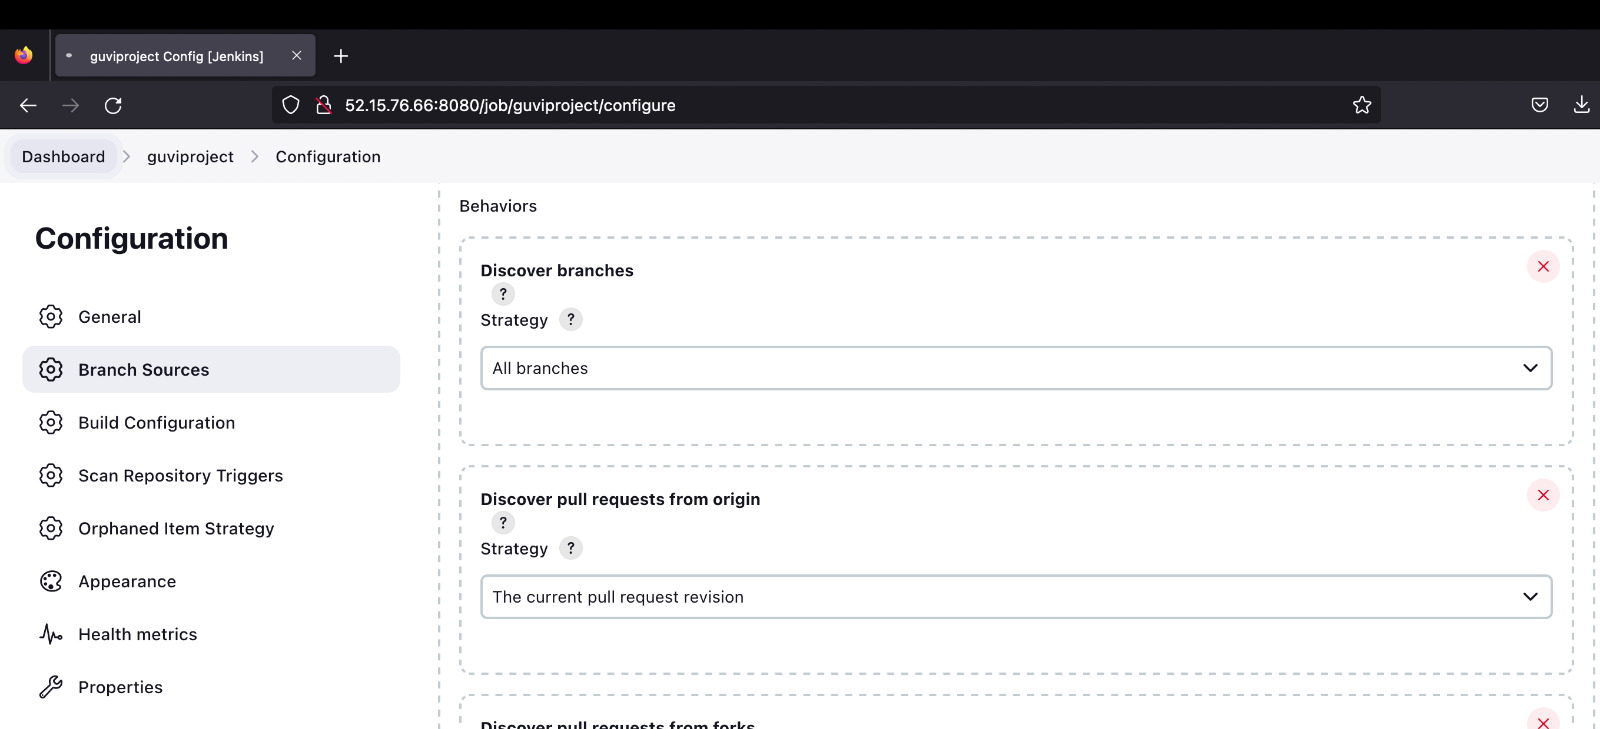 guviproject Config [Jenkins]
52.15.76.66:8080/job/guviproject/configure
Dashboard guviproject Configuration
Configuration
General
Branch Sources
Build Configuration
Scan Repository Triggers
Orphaned Item Strategy
Appearance
Health metrics
Properties
Behaviors
Discover branches
?
Strategy ?
All branches
Discover pull requests from origin
?
Strategy ?
The current pull request revision
Discover pull requests from forks